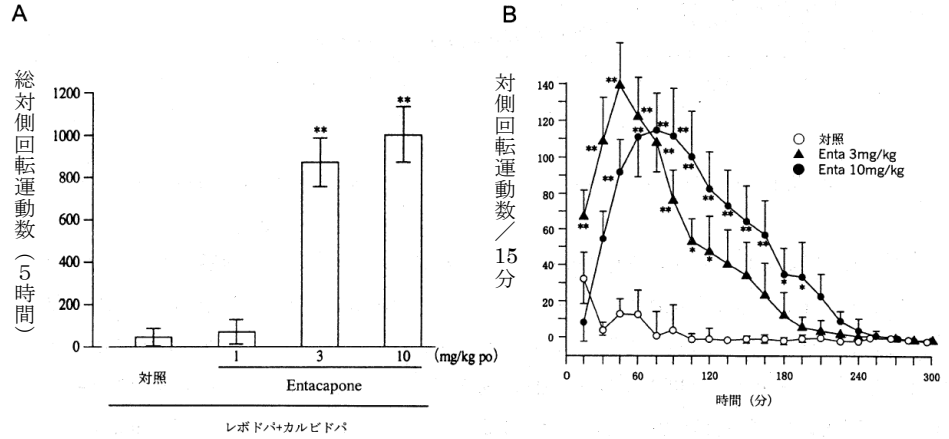 A
総対側回転運動数（5時間）
1200
1000
800
600
400
200
0
**
**
1 3 10 (mg/kg po)
対照
Entacapone
レボドパ+カルビドパ
B
対側回転運動数／15分
140
120
100
80
60
40
20
0
** ** ** ** ** ** ** ** ** ** ** ** ** ** ** ** * * * *
対照
Enta 3mg/kg
Enta 10mg/kg
0 60 120 180 240 300
時間（分）